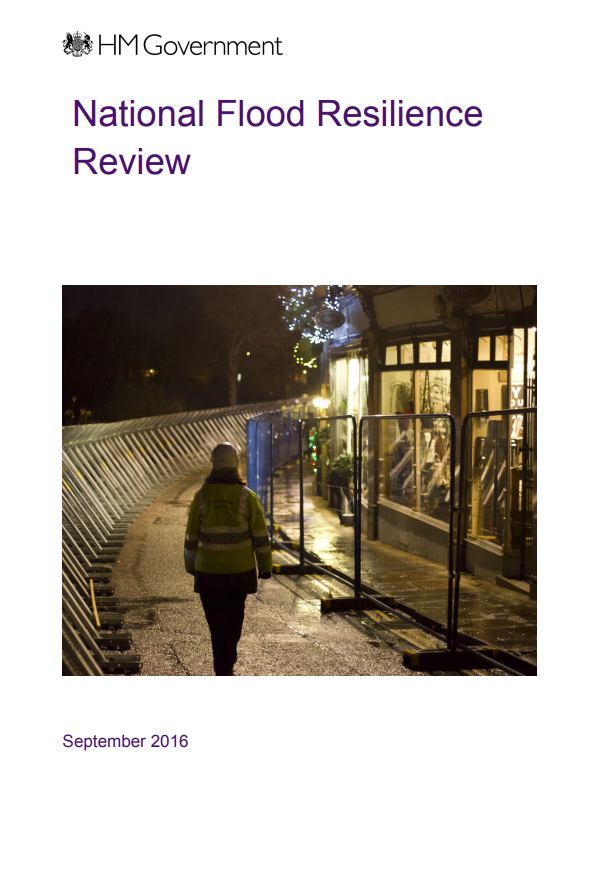 HM Government
National Flood Resilience
Review
September 2016